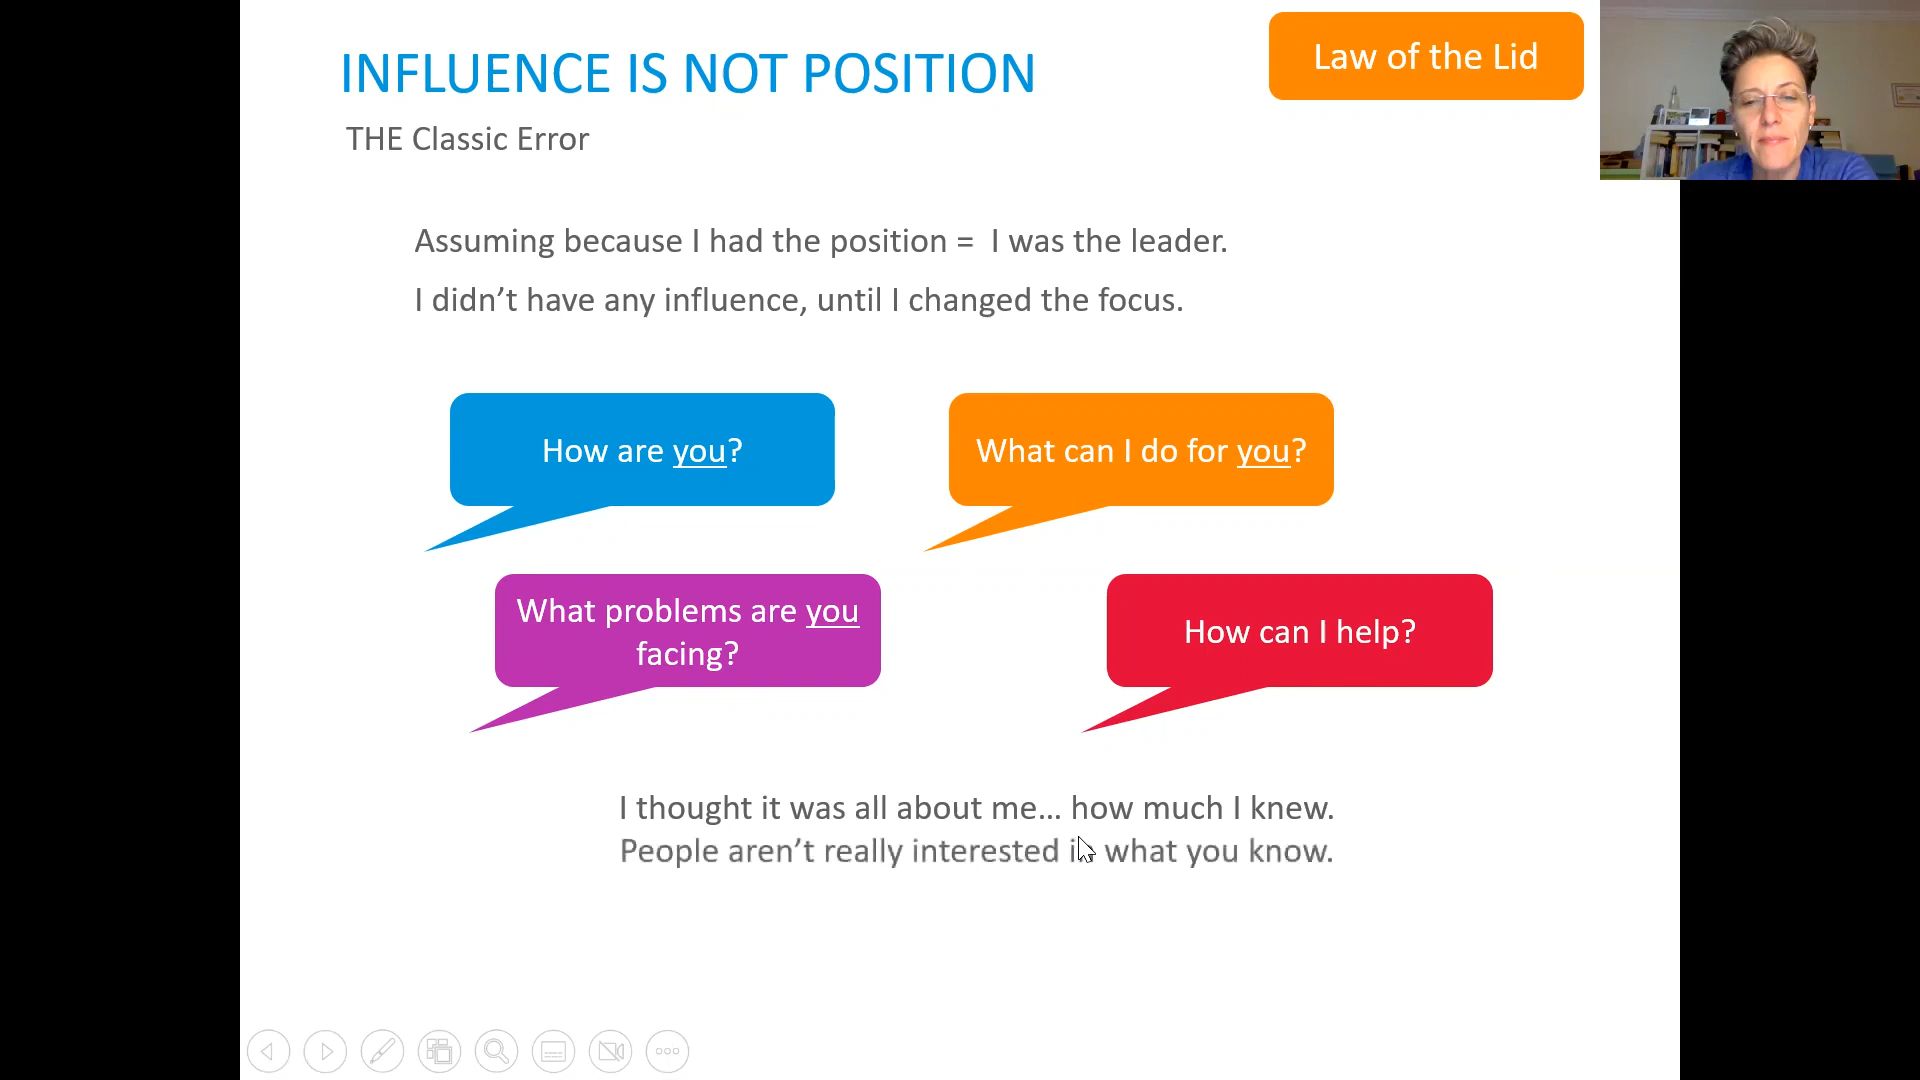 INFLUENCE IS NOT POSITION
Law of the Lid
THE Classic Error
Assuming because I had the position = I was the leader.
I didn’t have any influence, until I changed the focus.
How are you?
What can I do for you?
What problems are you
facing?
How can I help?
I thought it was all about me… how much I knew.
People aren’t really interested in what you know.